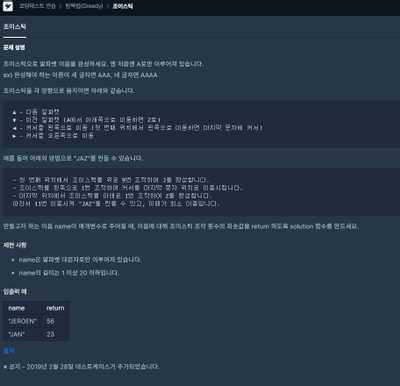 코딩테스트 연습 > 탐욕법(Greedy) > 조이스틱
조이스틱
문제 설명
조이스틱으로 알파벳 이름을 완성하세요. 맨 처음엔 A로만 이루어져 있습니다.
ex) 완성해야 하는 이름이 세 글자면 AAA, 네 글자면 AAAA
조이스틱을 각 방향으로 움직이면 아래와 같습니다.
▲ - 다음 알파벳
▼ - 이전 알파벳 (A에서 아래쪽으로 이동하면 Z로)
◀ - 커서를 왼쪽으로 이동 (첫 번째 위치에서 왼쪽으로 이동하면 마지막 문자에 커서)
▶ - 커서를 오른쪽으로 이동
예를 들어 아래의 방법으로 "JAZ"를 만들 수 있습니다.
- 첫 번째 위치에서 조이스틱을 위로 9번 조작하여 J를 완성합니다.
- 조이스틱을 왼쪽으로 1번 조작하여 커서를 마지막 문자 위치로 이동시킵니다.
- 마지막 위치에서 조이스틱을 아래로 1번 조작하여 Z를 완성합니다.
따라서 11번 이동시켜 "JAZ"를 만들 수 있고, 이때가 최소 이동입니다.
만들고자 하는 이름 name이 매개변수로 주어질 때, 이름에 대해 조이스틱 조작 횟수의 최솟값을 return 하도록 solution 함수를 만드세요.
제한 사항
• name은 알파벳 대문자로만 이루어져 있습니다.
• name의 길이는 1 이상 20 이하입니다.
입출력 예
name return
"JEROEN" 56
"JAN" 23
출처
※ 공지 - 2019년 2월 28일 테스트케이스가 추가되었습니다.